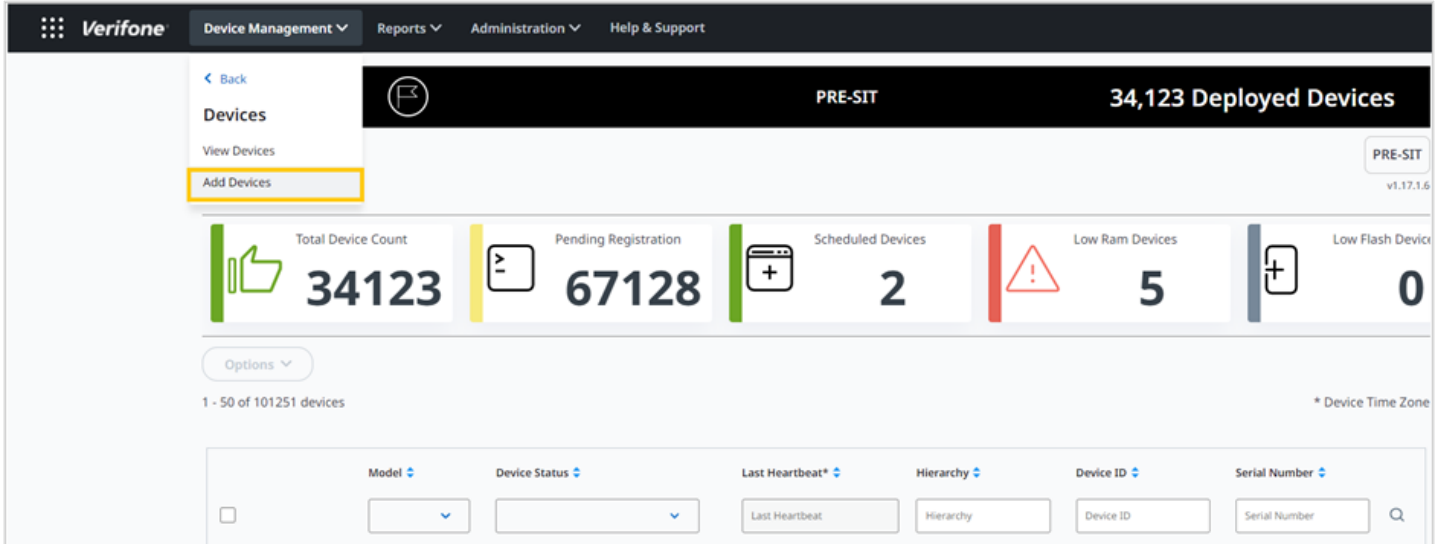 Verifone Device Management Reports Administration Help & Support
Back
Devices
View Devices
Add Devices
PRE-SIT 34,123 Deployed Devices
PRE-SIT
v1.17.1.6
Total Device Count
34123
Pending Registration
67128
Scheduled Devices
2
Low Ram Devices
5
Low Flash Device
0
Options
1 - 50 of 101251 devices
* Device Time Zone
Model Device Status Last Heartbeat* Hierarchy Device ID Serial Number
Last Heartbeat Hierarchy Device ID Serial Number